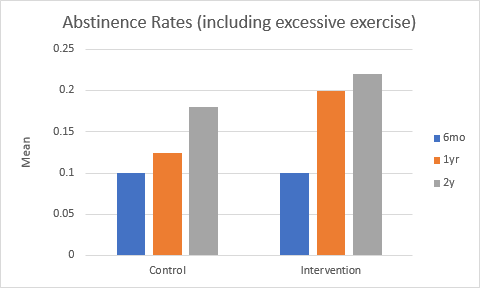 Abstinence Rates (including excessive exercise)
0.25
0.2
0.15
0.1
0.05
0
Mean
Control
Intervention
6mo
1yr
2y